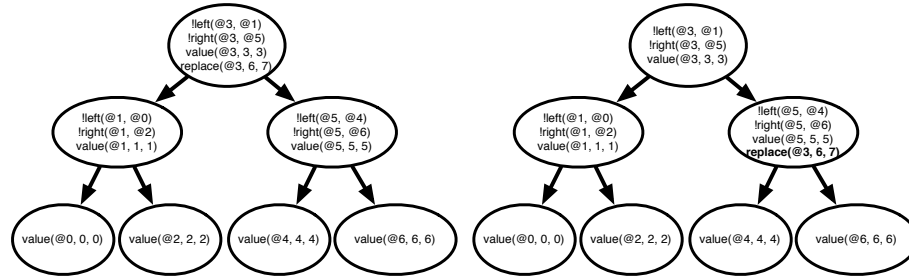 !left(@3, @1)
!right(@3, @5)
value(@3, 3, 3)
replace(@3, 6, 7)
!left(@1, @0)
!right(@1, @2)
value(@1, 1, 1)
!left(@5, @4)
!right(@5, @6)
value(@5, 5, 5)
value(@0, 0, 0)
value(@2, 2, 2)
value(@4, 4, 4)
value(@6, 6, 6)
!left(@3, @1)
!right(@3, @5)
value(@3, 3, 3)
!left(@1, @0)
!right(@1, @2)
value(@1, 1, 1)
!left(@5, @4)
!right(@5, @6)
value(@5, 5, 5)
replace(@3, 6, 7)
value(@0, 0, 0)
value(@2, 2, 2)
value(@4, 4, 4)
value(@6, 6, 6)